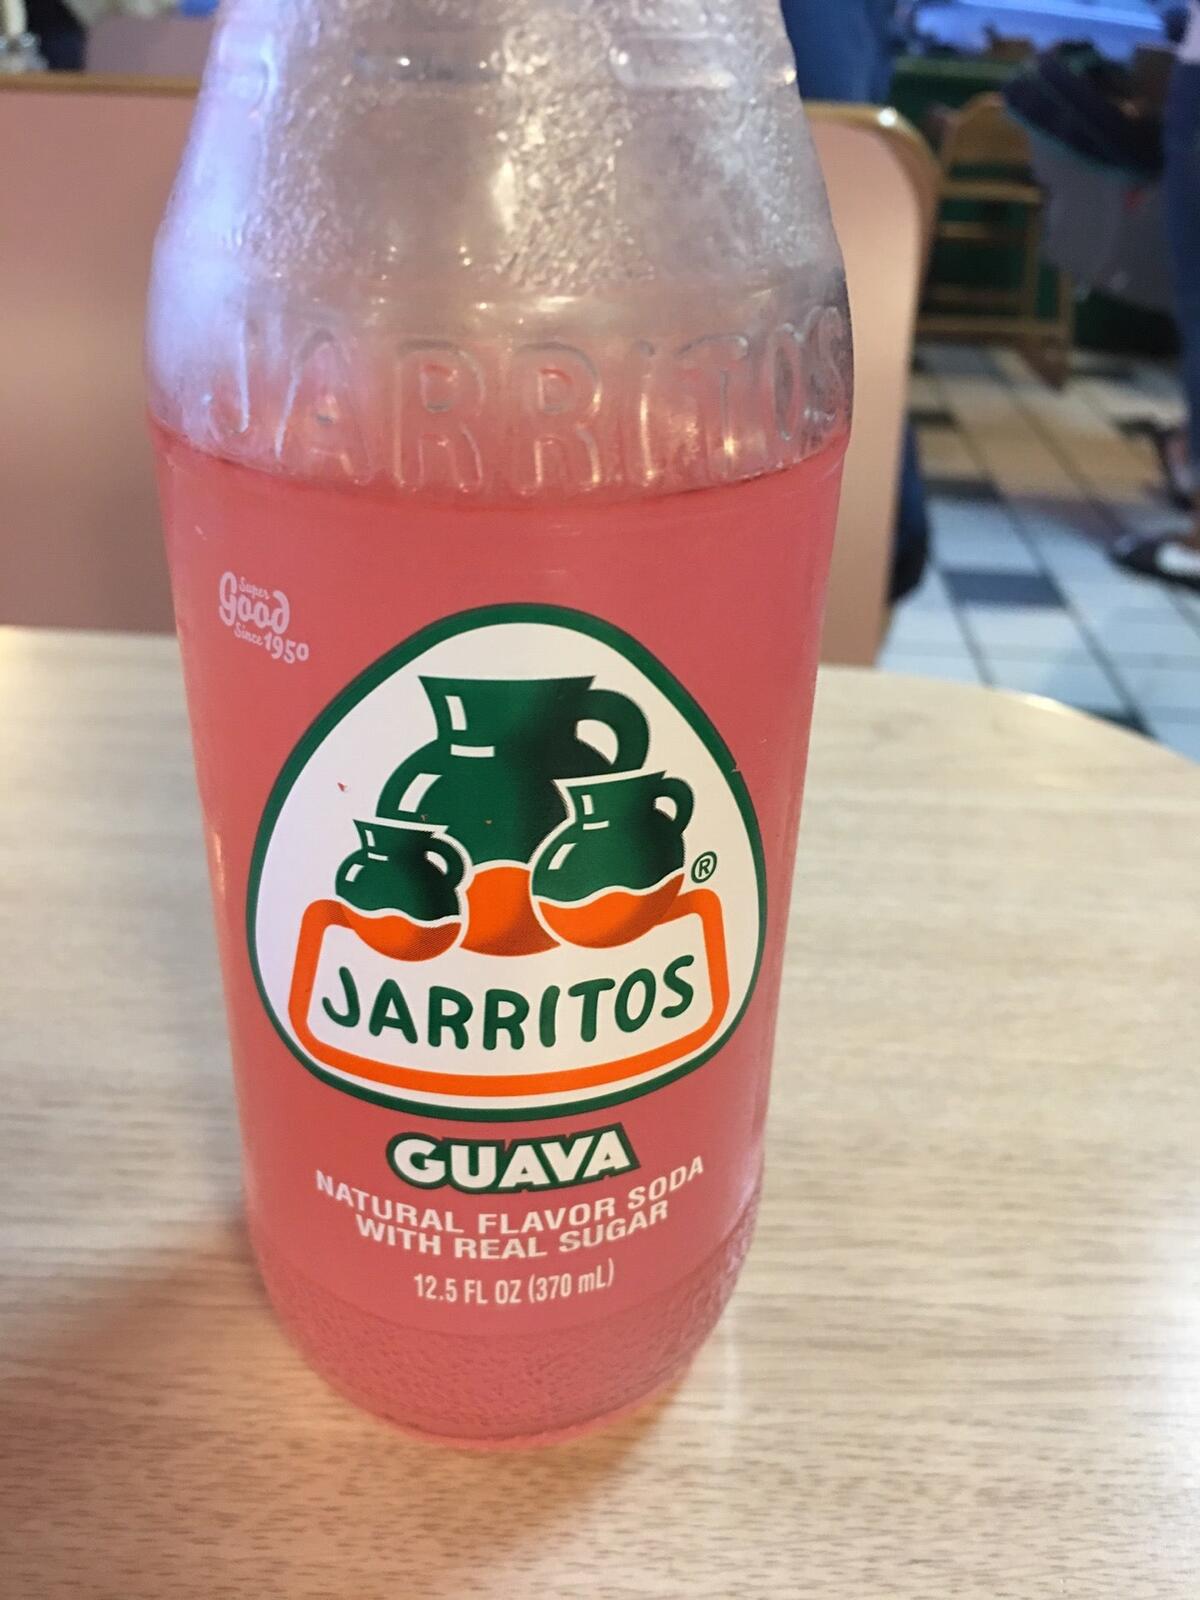 JARRITOS
Super
Good
Since 1950
®
JARRITOS
GUAVA
NATURAL FLAVOR SODA
WITH REAL SUGAR
12.5 FL OZ (370 mL)